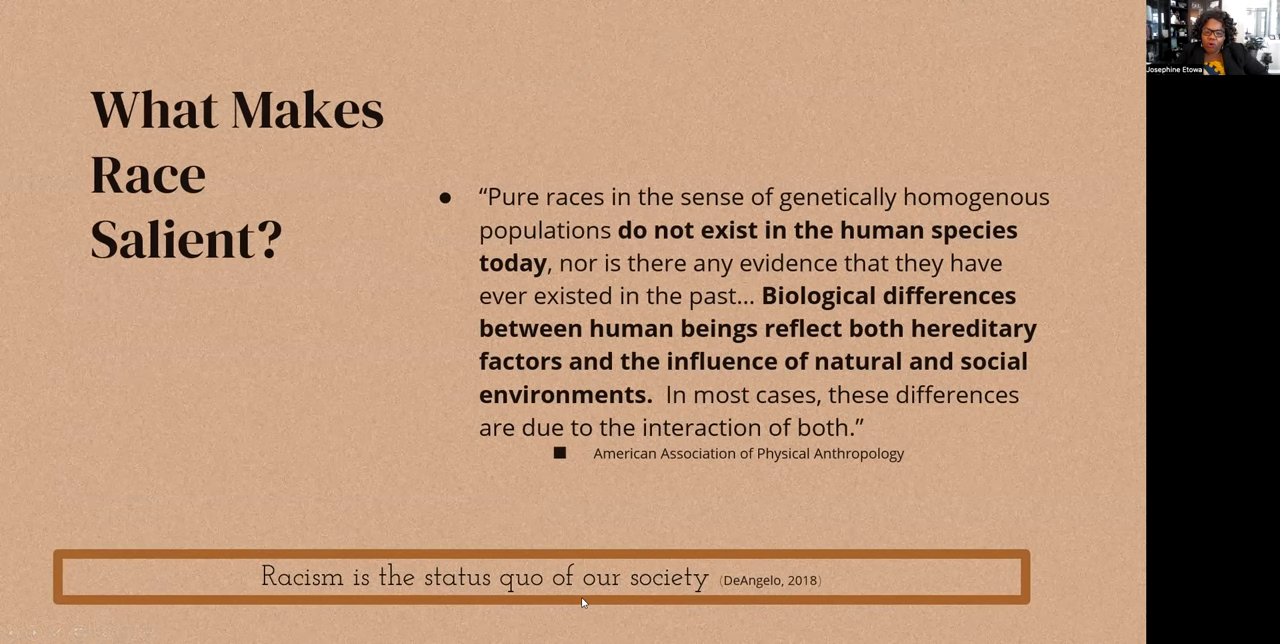 What Makes
Race
Salient?
● “Pure races in the sense of genetically homogenous
populations do not exist in the human species
today, nor is there any evidence that they have
ever existed in the past... Biological differences
between human beings reflect both hereditary
factors and the influence of natural and social
environments.  In most cases, these differences
are due to the interaction of both.”
■ American Association of Physical Anthropology
Racism is the status quo of our society (DeAngelo, 2018)
Josephine Etowa